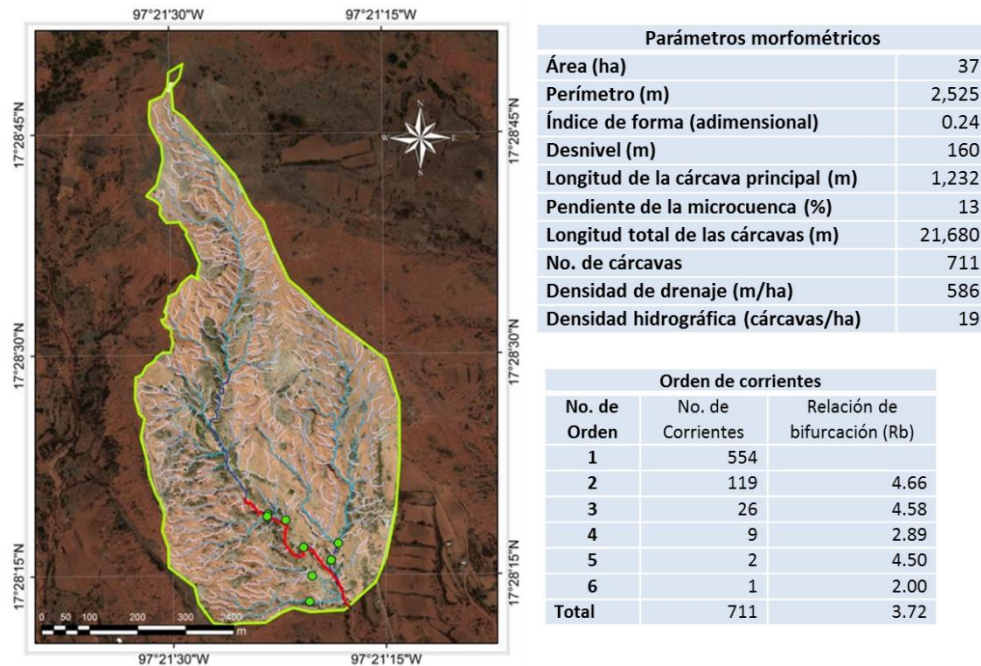 97°21'30"W
97°21'15"W
17°28'45"N
17°28'45"N
N
W
E
S
17°28'30"N
17°28'30"N
17°28'15"N
17°28'15"N
0 50 100 200 300 400
m
97°21'30"W
97°21'15"W
Parámetros morfométricos
Área (ha) 37
Perímetro (m) 2,525
Índice de forma (adimensional) 0.24
Desnivel (m) 160
Longitud de la cárcava principal (m) 1,232
Pendiente de la microcuenca (%) 13
Longitud total de las cárcavas (m) 21,680
No. de cárcavas 711
Densidad de drenaje (m/ha) 586
Densidad hidrográfica (cárcavas/ha) 19
Orden de corrientes
No. de No. de Relación de
Orden Corrientes bifurcación (Rb)
1 554
2 119 4.66
3 26 4.58
4 9 2.89
5 2 4.50
6 1 2.00
Total 711 3.72